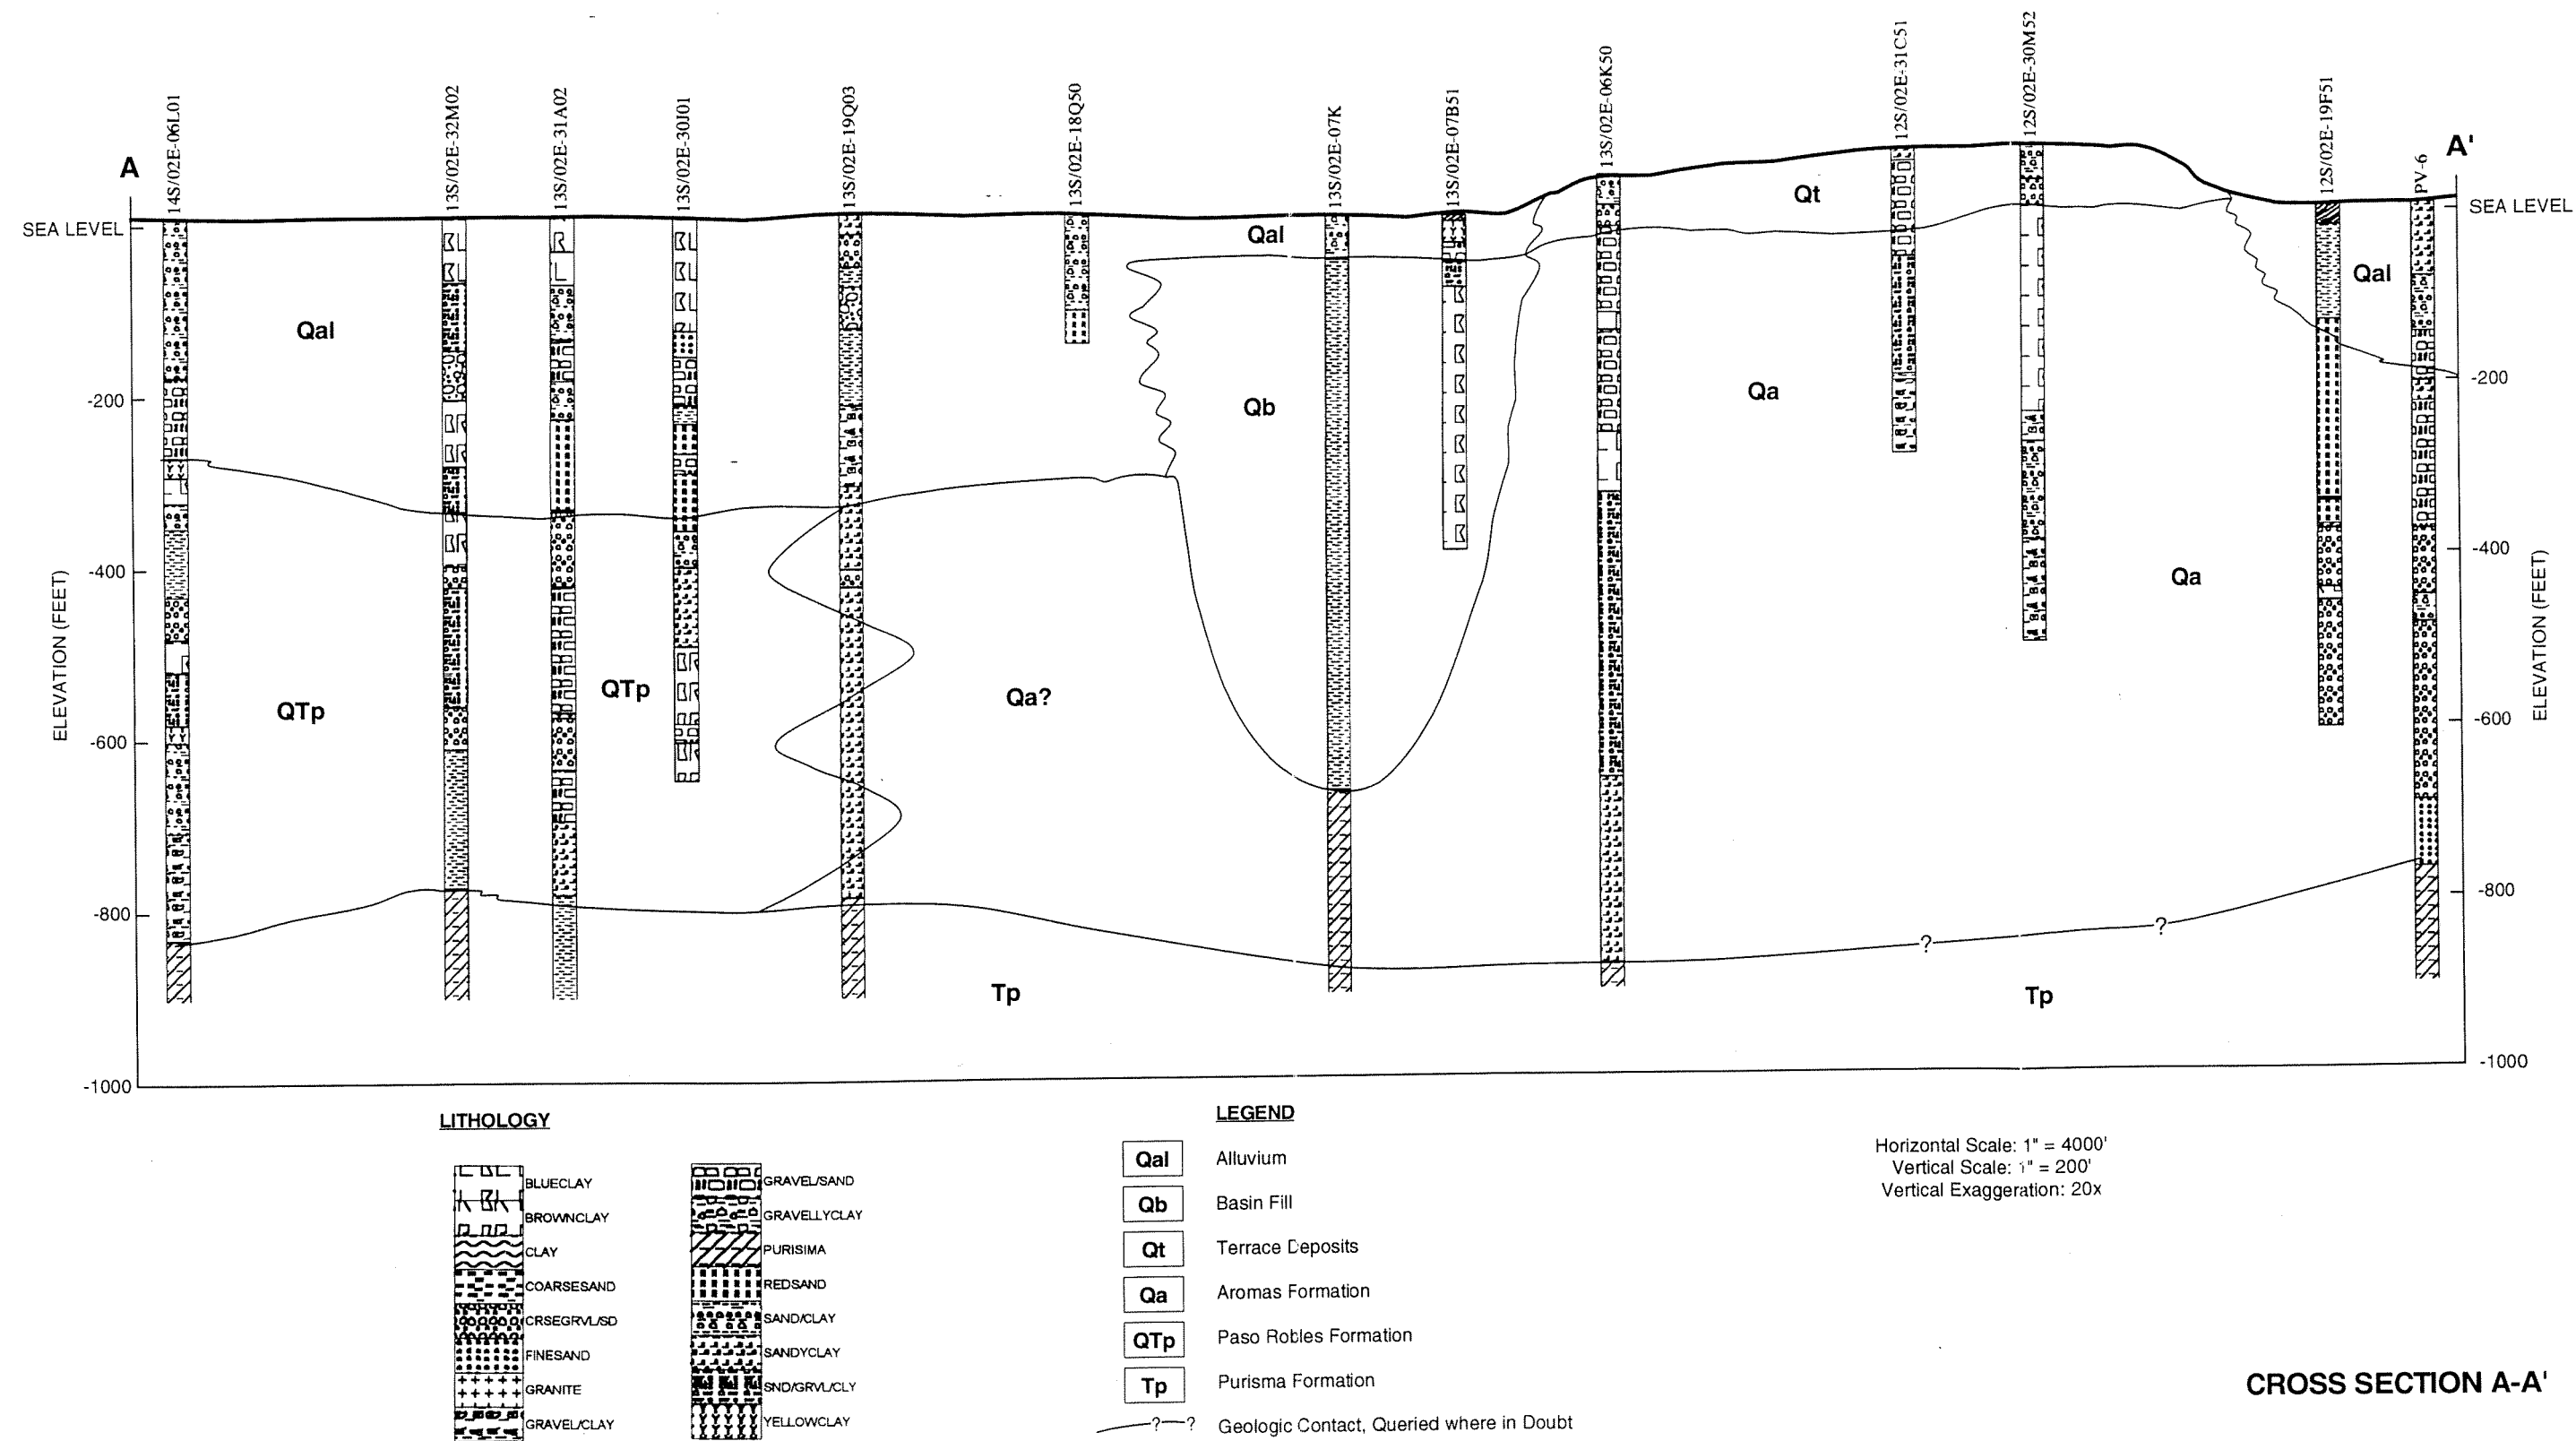 14S/02E-06L01
13S/02E-32M02
13S/02E-31A02
13S/02E-30J01
13S/02E-19Q03
13S/02E-18Q50
13S/02E-07K
13S/02E-07B51
13S/02E-06K50
12S/02E-31C51
12S/02E-30M52
12S/02E-19F51
PV-6
A
A'
SEA LEVEL
SEA LEVEL
Qal
Qt
Qal
Qal
-200
-200
Qb
Qa
Qa
-400
-400
ELEVATION (FEET)
ELEVATION (FEET)
QTp
QTp
Qa?
-600
-600
-800
-800
?
?
Tp
Tp
-1000
-1000
LITHOLOGY
BLUECLAY
BROWNCLAY
CLAY
COARSESAND
CRSEGRVL/SD
FINESAND
GRANITE
GRAVEL/CLAY
GRAVEL/SAND
GRAVELLYCLAY
PURISIMA
REDSAND
SAND/CLAY
SANDYCLAY
SND/GRVL/CLY
YELLOWCLAY
LEGEND
Qal Alluvium
Qb Basin Fill
Qt Terrace Deposits
Qa Aromas Formation
QTp Paso Robles Formation
Tp Purisma Formation
?—? Geologic Contact, Queried where in Doubt
Horizontal Scale: 1" = 4000'
Vertical Scale: 1" = 200'
Vertical Exaggeration: 20x
CROSS SECTION A-A'